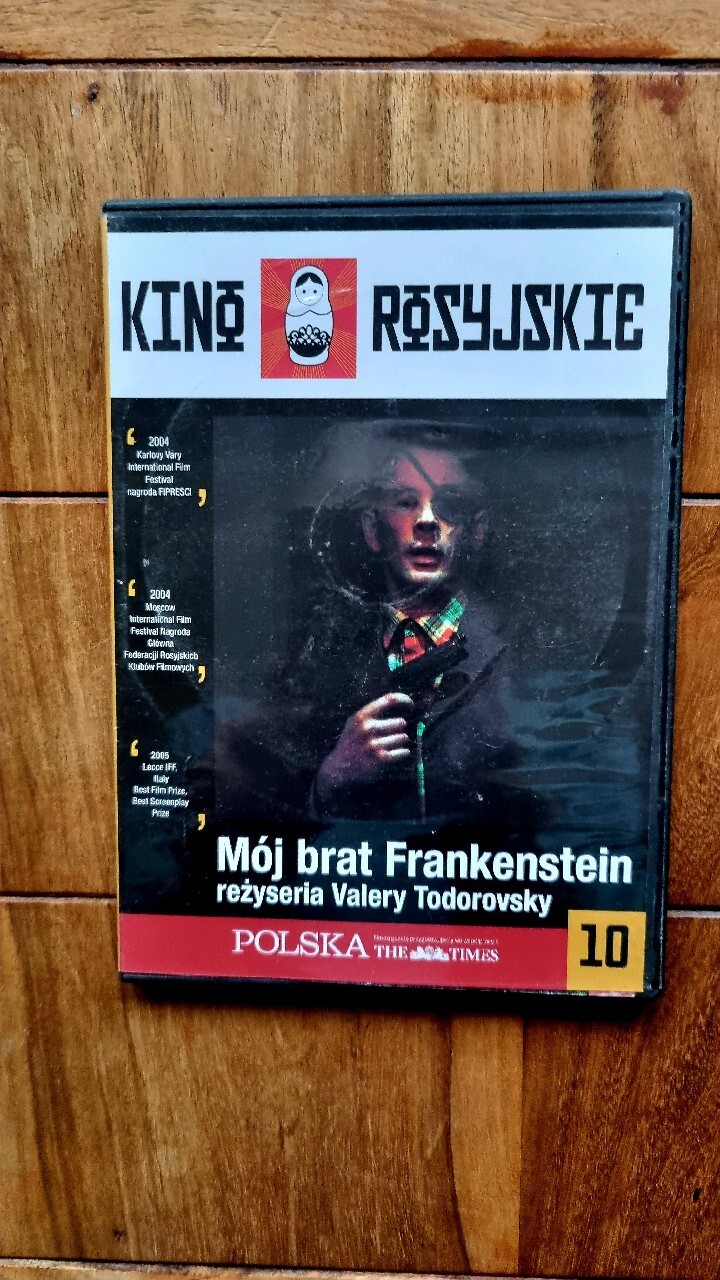 KINO ROSYJSKIE
2004
Karlovy Vary
International Film
Festival
nagroda FIPRESCI
2004
Moscow
International Film
Festival Nagroda
Główna
Federacji Rosyjskich
Klubów Filmowych
2005
Lecce IFF,
Italy
Best Film Prize,
Best Screenplay
Prize
Mój brat Frankenstein
reżyseria Valery Todorovsky
POLSKA
THE TIMES
10